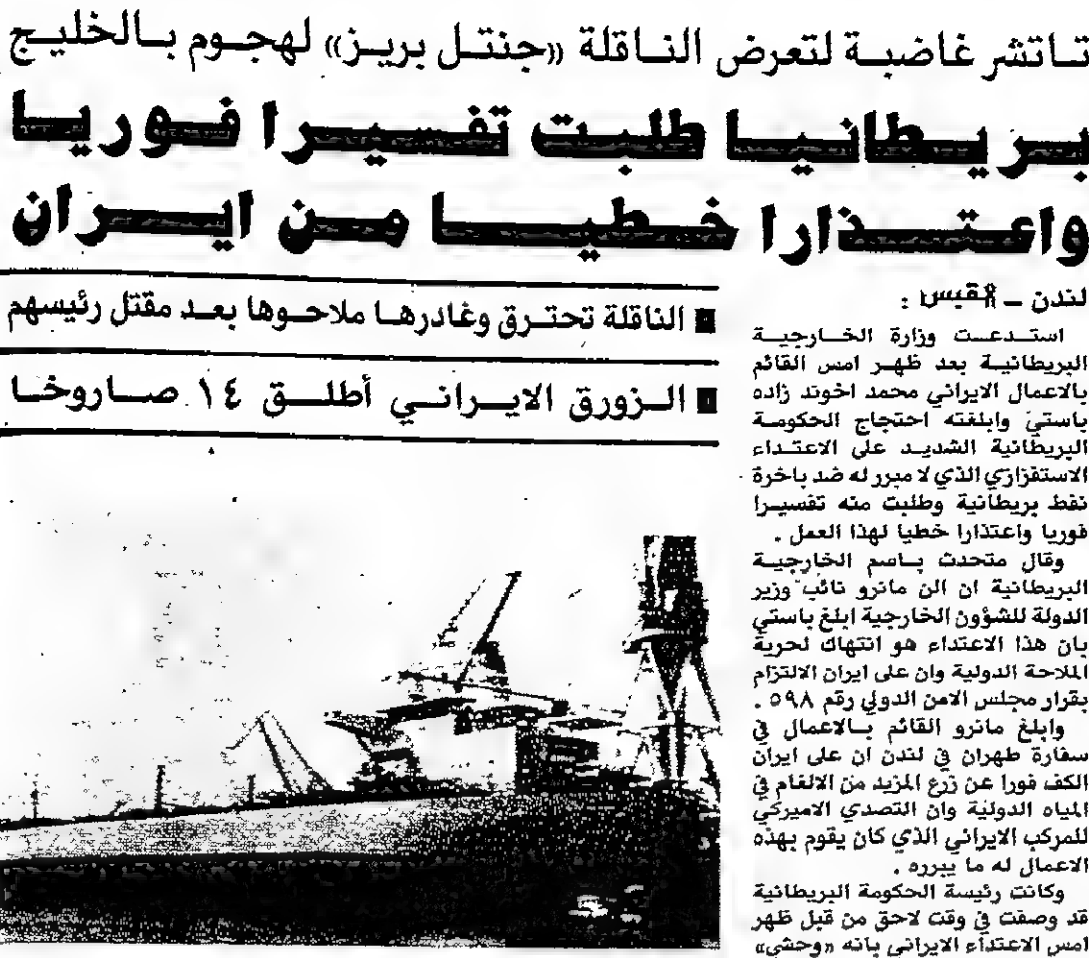 تاتشر غاضبة لتعرض الناقلة «جنتل بريز» لهجوم بالخليج
بريطانيا طلبت تفسيرا فوريا
واعتذارا خطيا من ايران
■ الناقلة تحترق وغادرها ملاحوها بعد مقتل رئيسهم
■ الزورق الايراني أطلق ١٤ صاروخا
لندن - القبس :
استدعت وزارة الخارجية
البريطانية بعد ظهر امس القائم
بالاعمال الايراني محمد اخوند زاده
باستي وابلغته احتجاج الحكومة
البريطانية الشديد على الاعتداء
الاستفزازي الذي لا مبرر له ضد باخرة
نفط بريطانية وطلبت منه تفسيرا
فوريا واعتذارا خطيا لهذا العمل .
وقال متحدث باسم الخارجية
البريطانية ان الن مانرو نائب وزير
الدولة للشؤون الخارجية ابلغ باستي
بان هذا الاعتداء هو انتهاك لحرية
الملاحة الدولية وان على ايران الالتزام
بقرار مجلس الامن الدولي رقم ٥٩٨ .
وابلغ مانرو القائم بالاعمال في
سفارة طهران في لندن ان على ايران
الكف فورا عن زرع المزيد من الالغام في
المياه الدولية وان التصدي الاميركي
للمركب الايراني الذي كان يقوم بهذه
الاعمال له ما يبرره .
وكانت رئيسة الحكومة البريطانية
قد وصفت في وقت لاحق من قبل ظهر
امس الاعتداء الايراني بانه «وحشي»